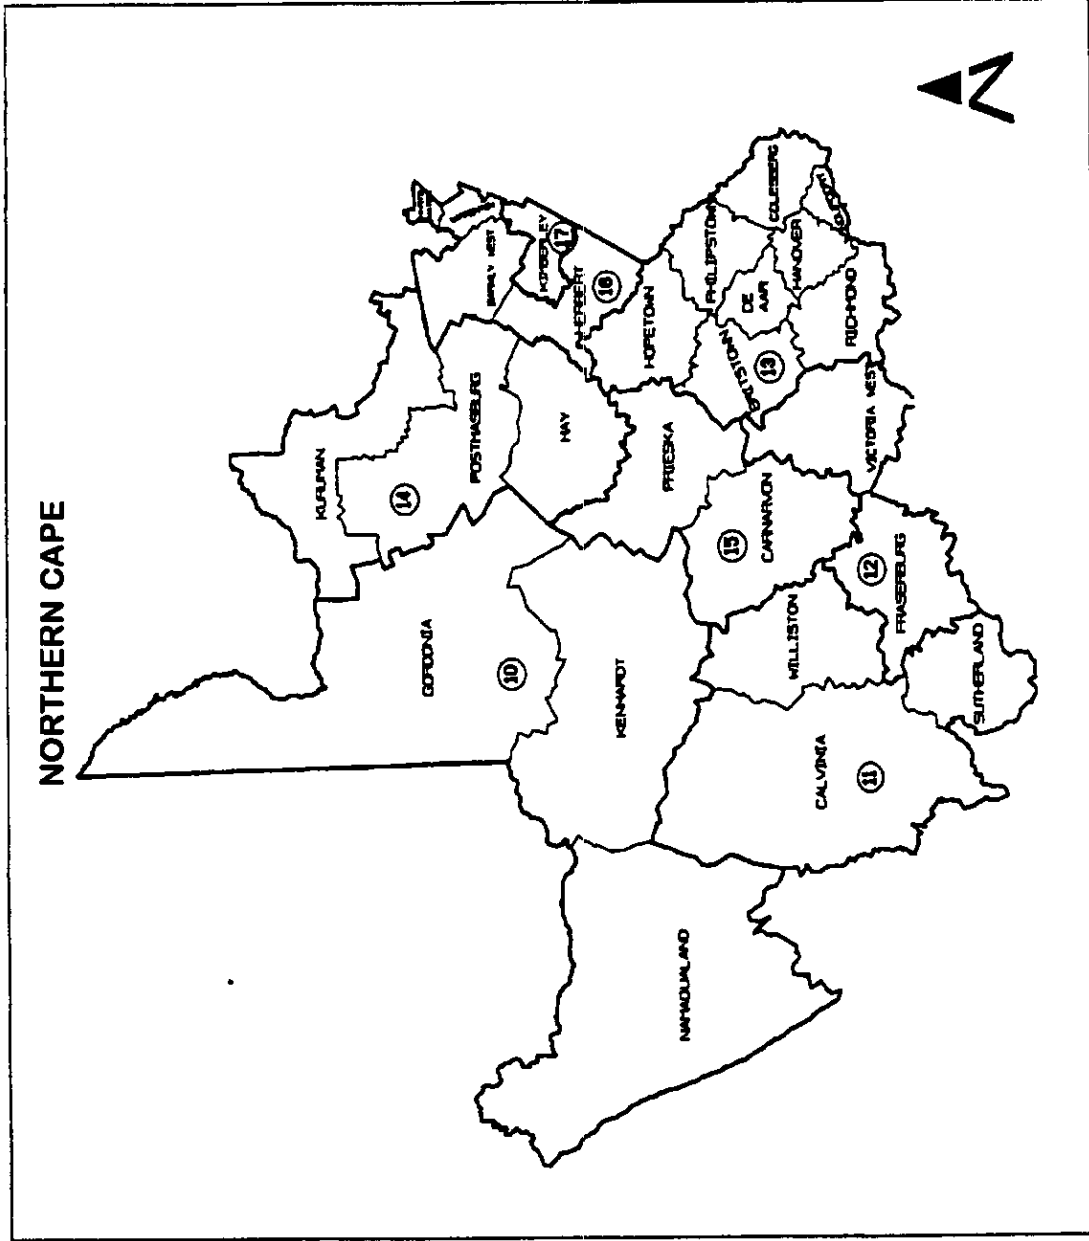 NORTHERN CAPE
KURUMAN
14
POSTMASBURG
GORDONIA
10
BARKLY WEST
KIMBERLEY
17
HERBERT
16
HAY
HOPETOWN
PRIESKA
KENHARDT
PHILIPSTOWN
COLESBERG
BRITSTOWN
13
DE
AAR
HANOVER
RICHMOND
VICTORIA WEST
15
CARNARVON
12
FRASERBURG
WILLISTON
SUTHERLAND
CALVINIA
11
NAMAQUALAND
N